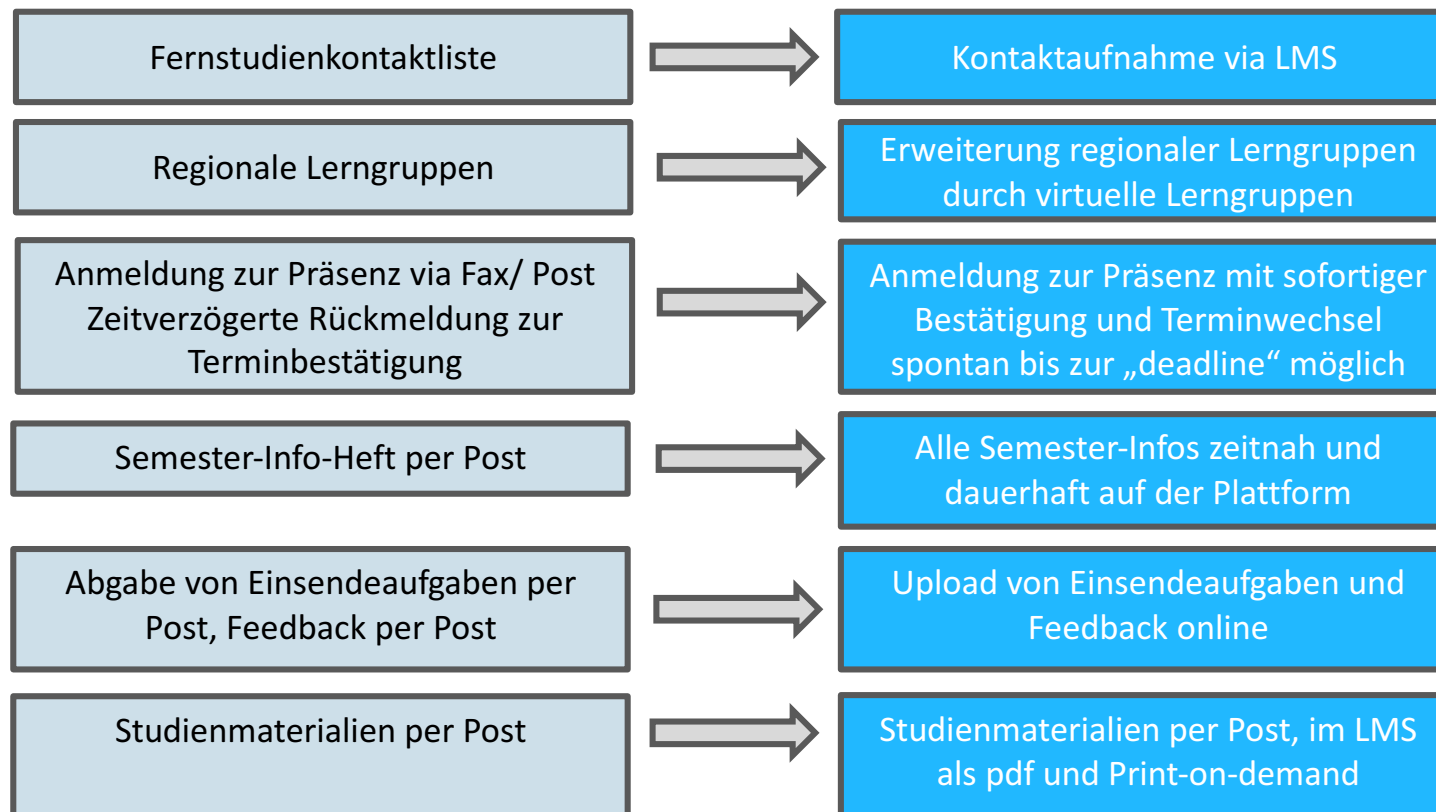 Fernstudienkontaktliste
Kontaktaufnahme via LMS
Regionale Lerngruppen
Erweiterung regionaler Lerngruppen
durch virtuelle Lerngruppen
Anmeldung zur Präsenz via Fax/ Post
Zeitverzögerte Rückmeldung zur
Terminbestätigung
Anmeldung zur Präsenz mit sofortiger
Bestätigung und Terminwechsel
spontan bis zur „deadline“ möglich
Semester-Info-Heft per Post
Alle Semester-Infos zeitnah und
dauerhaft auf der Plattform
Abgabe von Einsendeaufgaben per
Post, Feedback per Post
Upload von Einsendeaufgaben und
Feedback online
Studienmaterialien per Post
Studienmaterialien per Post, im LMS
als pdf und Print-on-demand